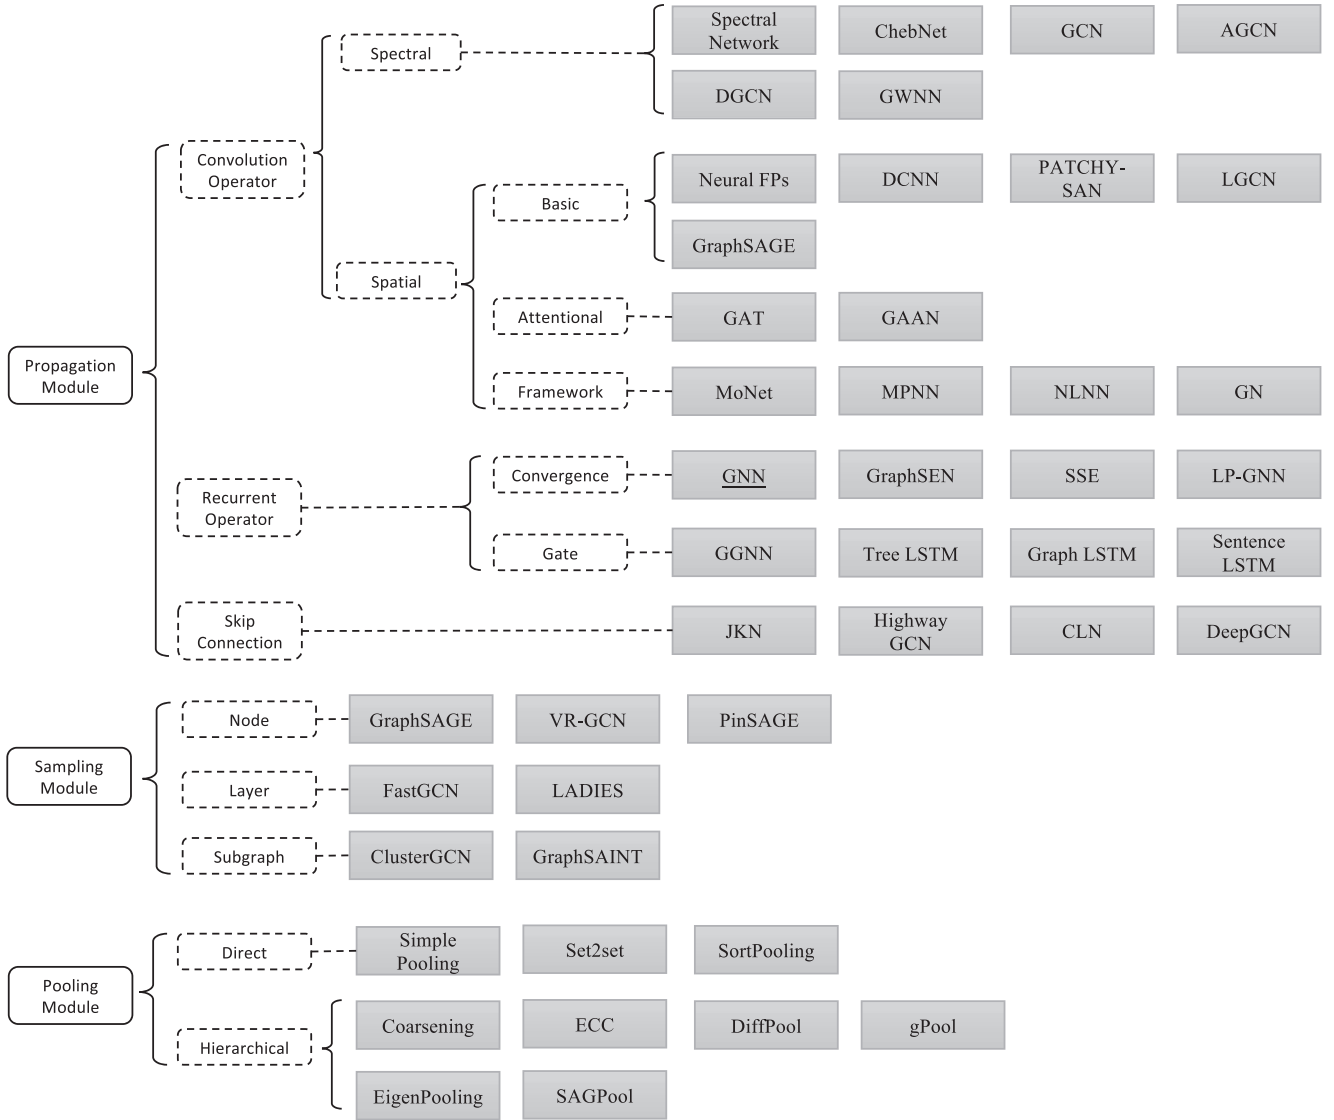 Spectral
Network
ChebNet
GCN
AGCN
Spectral
DGCN
GWNN
Convolution
Operator
Neural FPs
DCNN
PATCHY-
SAN
LGCN
Basic
GraphSAGE
Spatial
Attentional
GAT
GAAN
Propagation
Module
Framework
MoNet
MPNN
NLNN
GN
Convergence
GNN
GraphSEN
SSE
LP-GNN
Recurrent
Operator
Gate
GGNN
Tree LSTM
Graph LSTM
Sentence
LSTM
Skip
Connection
JKN
Highway
GCN
CLN
DeepGCN
Node
GraphSAGE
VR-GCN
PinSAGE
Sampling
Module
Layer
FastGCN
LADIES
Subgraph
ClusterGCN
GraphSAINT
Direct
Simple
Pooling
Set2set
SortPooling
Pooling
Module
Hierarchical
Coarsening
ECC
DiffPool
gPool
EigenPooling
SAGPool